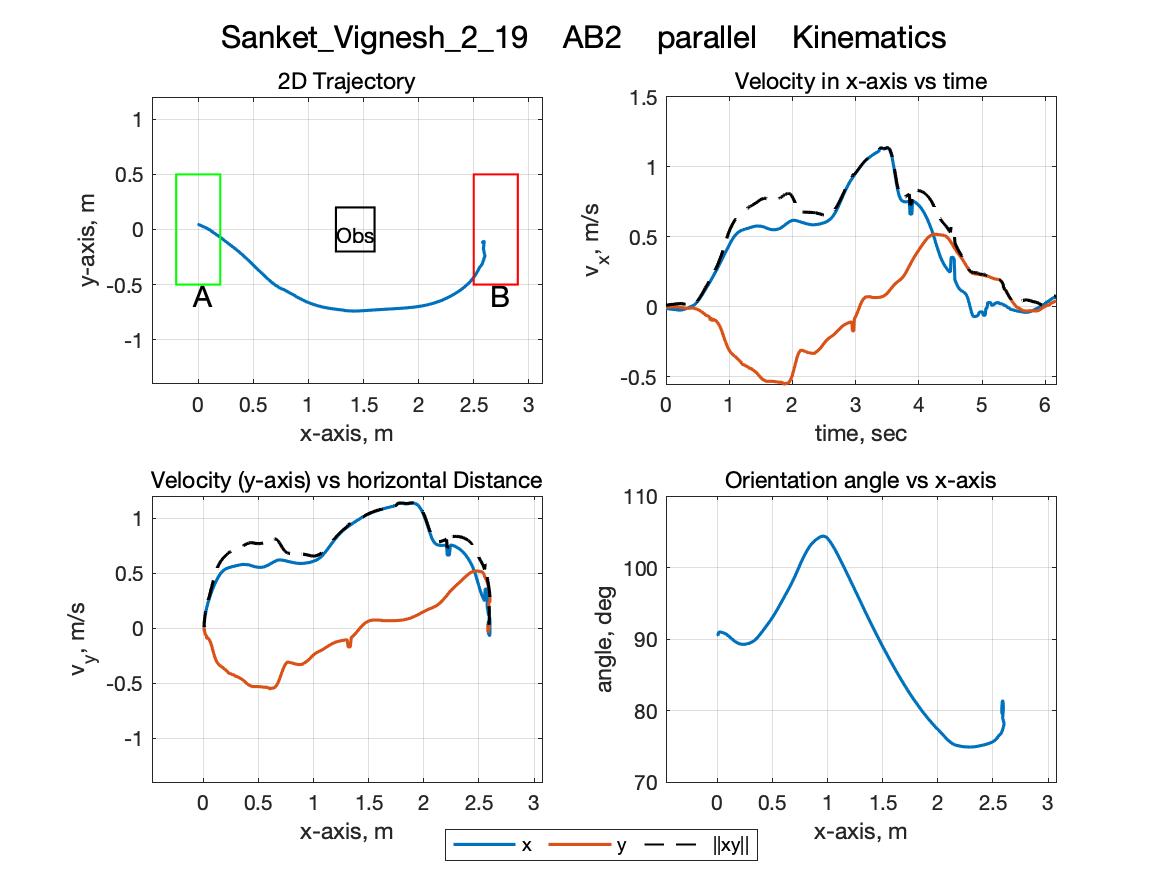 Sanket_Vignesh_2_19 AB2 parallel Kinematics
2D Trajectory
1
0.5
0
-0.5
-1
y-axis, m
A
Obs
B
0 0.5 1 1.5 2 2.5 3
x-axis, m
Velocity in x-axis vs time
1.5
1
0.5
0
-0.5
v_x, m/s
0 1 2 3 4 5 6
time, sec
Velocity (y-axis) vs horizontal Distance
1
0.5
0
-0.5
-1
v_y, m/s
0 0.5 1 1.5 2 2.5 3
x-axis, m
Orientation angle vs x-axis
110
100
90
80
70
angle, deg
0 0.5 1 1.5 2 2.5 3
x-axis, m
x y ||xy||